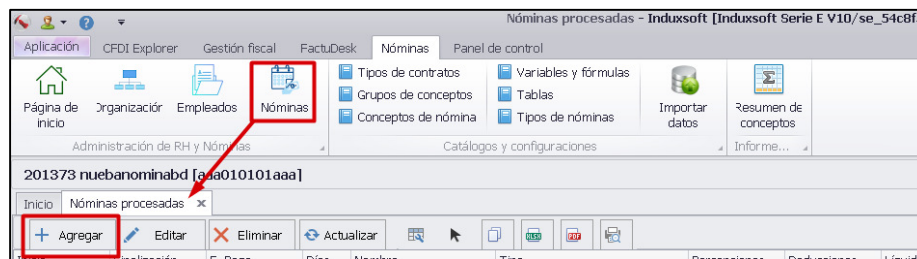 Nóminas procesadas - Induxsoft [Induxsoft Serie E V10/se_54c8f
Aplicación CFDI Explorer Gestión fiscal FactuDesk Nóminas Panel de control
Tipos de contratos Variables y fórmulas
Grupos de conceptos Tablas
Conceptos de nómina Tipos de nóminas
Página de inicio Organización Empleados Nóminas Importar datos Resumen de conceptos
Administración de RH y Nóminas Catálogos y configuraciones Informe...
201373 nuebanominabd [aaa010101aaa]
Inicio Nóminas procesadas x
Agregar Editar Eliminar Actualizar XLSX PDF